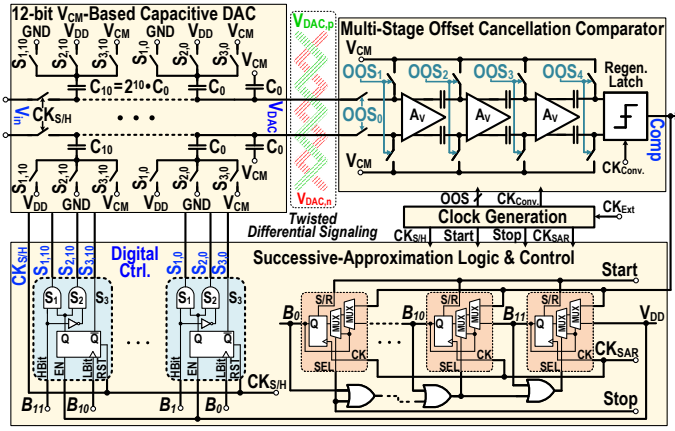 12-bit VCM-Based Capacitive DAC
GND VDD VCM GND VDD VCM
S1,10 S2,10 S3,10 S1,0 S2,0 S3,0 VCM
C10=2^10·C0 C0 C0
Vin CKS/H VDAC
C10 C0 C0
S1,10 S2,10 S3,10 S1,0 S2,0 S3,0 VCM
VDD GND VCM VDD GND VCM
VDAC,p
VDAC,n
Twisted
Differential Signaling
Multi-Stage Offset Cancellation Comparator
VCM
OOS1 OOS2 OOS3 OOS4
OOS0
AV AV AV
Regen.
Latch
VCM
CKConv.
Comp
OOS CKConv.
Clock Generation
CKExt
CKS/H Start Stop CKSAR
Digital
Ctrl.
CKS/H S1,10 S2,10 S3,10 S1,0 S2,0 S3,0
S1 S2 S3 S1 S2 S3
Q Q
HBit EN LBit RST HBit EN LBit RST
CKS/H
B11 B10 B1 B0
Successive-Approximation Logic & Control
Start
S/R S/R S/R
B0 B10 B11 VDD
Q MUX MUX Q MUX MUX Q MUX MUX
CK CK CK
CKSAR
SEL SEL SEL
Stop